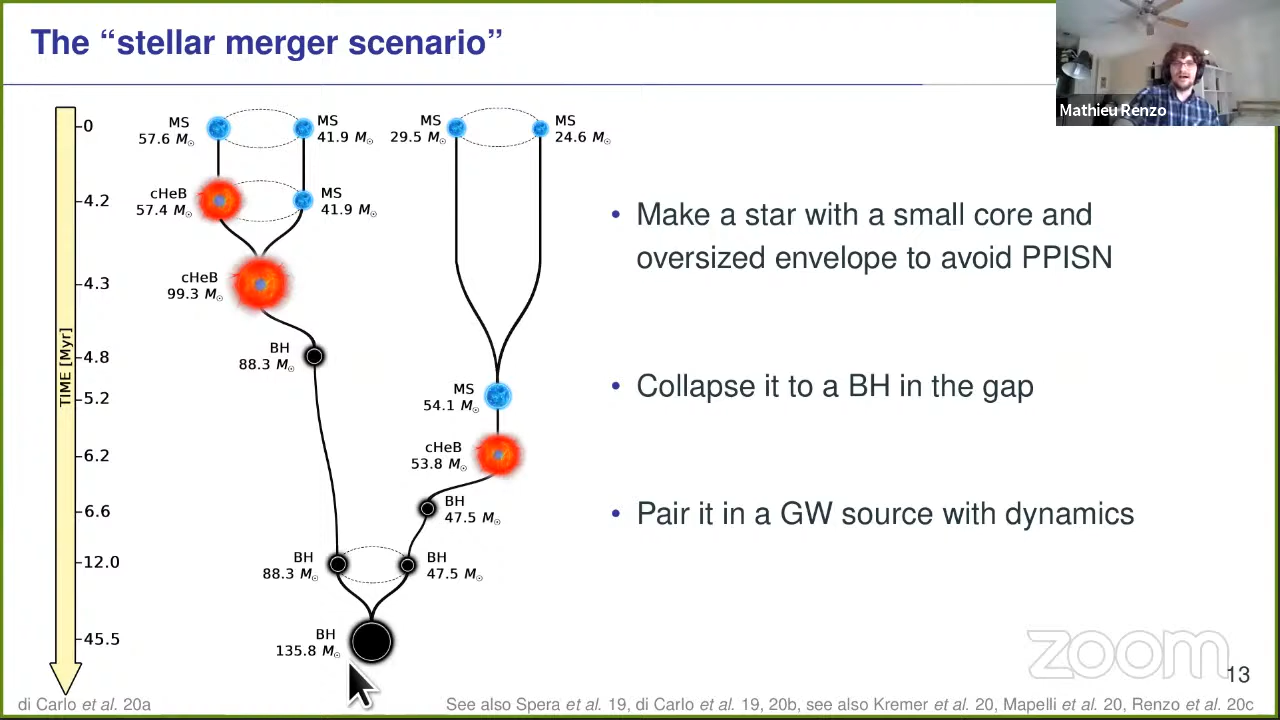 The “stellar merger scenario”
Mathieu Renzo
TIME [Myr]
0
4.2
4.3
4.8
5.2
6.2
6.6
12.0
45.5
MS
57.6 M☉
MS
41.9 M☉
MS
29.5 M☉
MS
24.6 M☉
cHeB
57.4 M☉
MS
41.9 M☉
cHeB
99.3 M☉
BH
88.3 M☉
MS
54.1 M☉
cHeB
53.8 M☉
BH
47.5 M☉
BH
88.3 M☉
BH
47.5 M☉
BH
135.8 M☉
• Make a star with a small core and
oversized envelope to avoid PPISN
• Collapse it to a BH in the gap
• Pair it in a GW source with dynamics
zoom
13
di Carlo et al. 20a
See also Spera et al. 19, di Carlo et al. 19, 20b, see also Kremer et al. 20, Mapelli et al. 20, Renzo et al. 20c